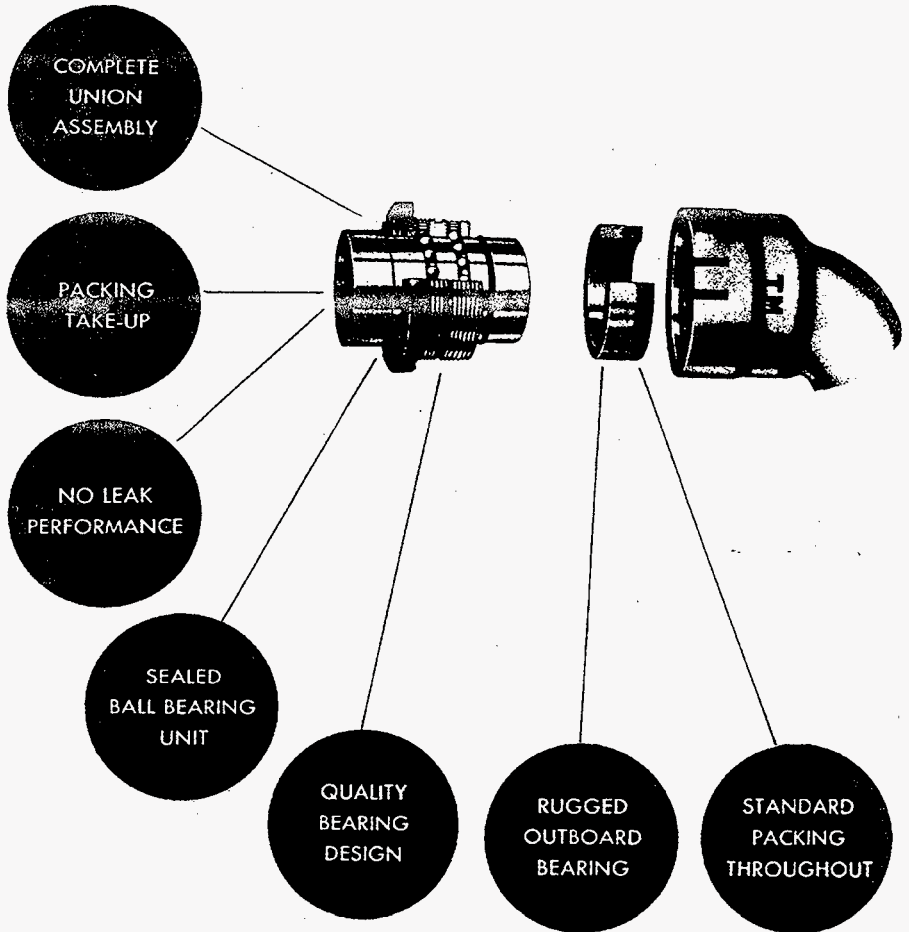 COMPLETE
UNION
ASSEMBLY
PACKING
TAKE-UP
NO LEAK
PERFORMANCE
SEALED
BALL BEARING
UNIT
QUALITY
BEARING
DESIGN
RUGGED
OUTBOARD
BEARING
STANDARD
PACKING
THROUGHOUT
TM